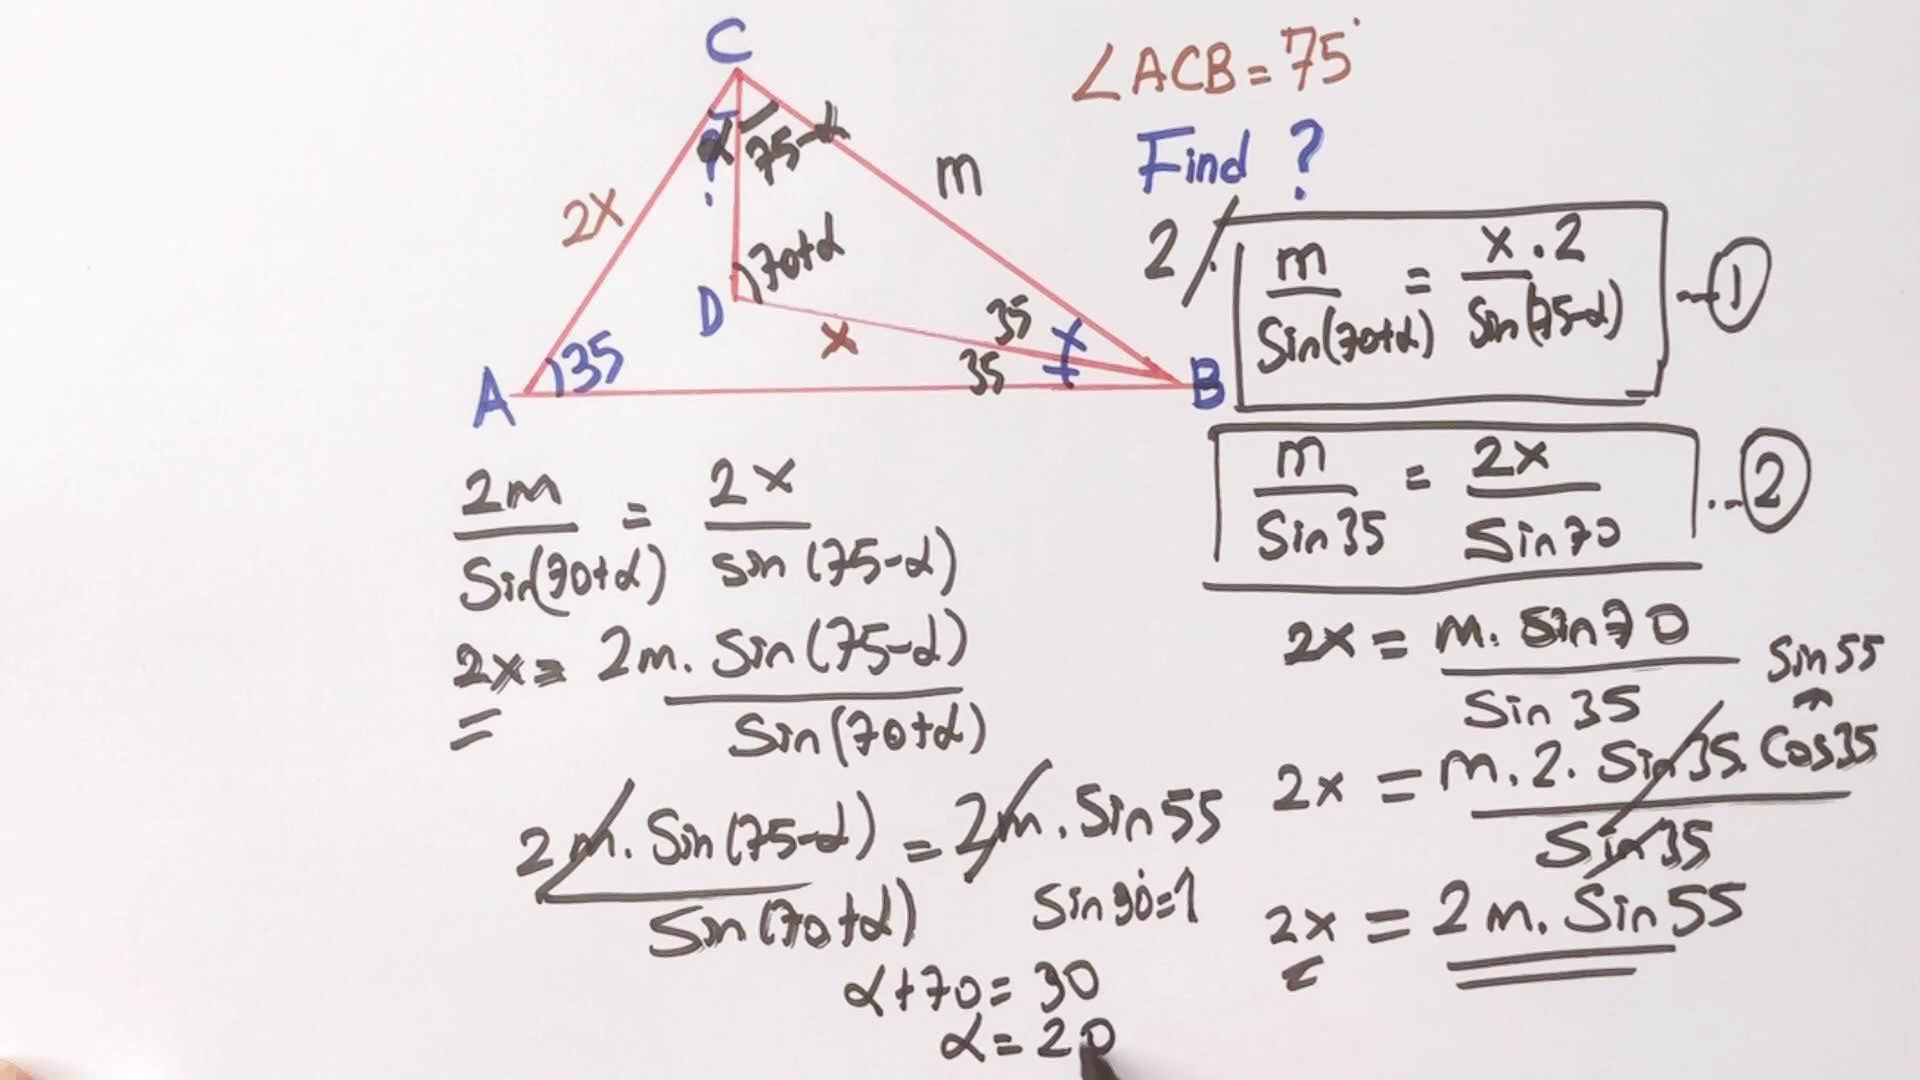 C
∠ACB = 75°
Find ?
α 75-α
?
2x
m
70+α
D
x
35
35
A
35
B
2/ m/Sin(70+α) = x.2/Sin(75-α) ...1
m/Sin35 = 2x/Sin70 ...2
2m/Sin(70+α) = 2x/sin(75-α)
2x = 2m.Sin(75-α)/Sin(70+α)
2m.Sin(75-α)/Sin(70+α) = 2m.Sin55
Sin90°=1
α+70 = 90
α = 20
2x = m.Sin70/Sin35
Sin55
2x = m.2.Sin35.Cos35/Sin35
2x = 2m.Sin55